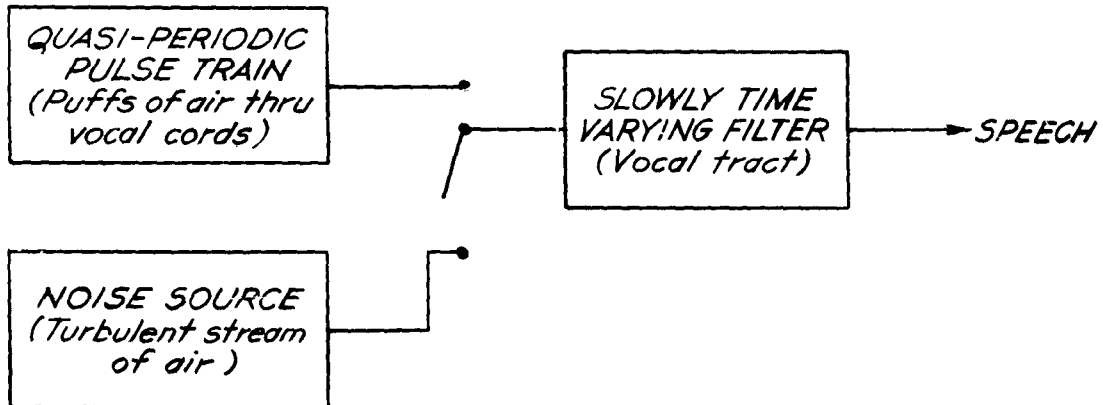 QUASI-PERIODIC
PULSE TRAIN
(Puffs of air thru
vocal cords)
SLOWLY TIME
VARYING FILTER
(Vocal tract)
SPEECH
NOISE SOURCE
(Turbulent stream
of air)